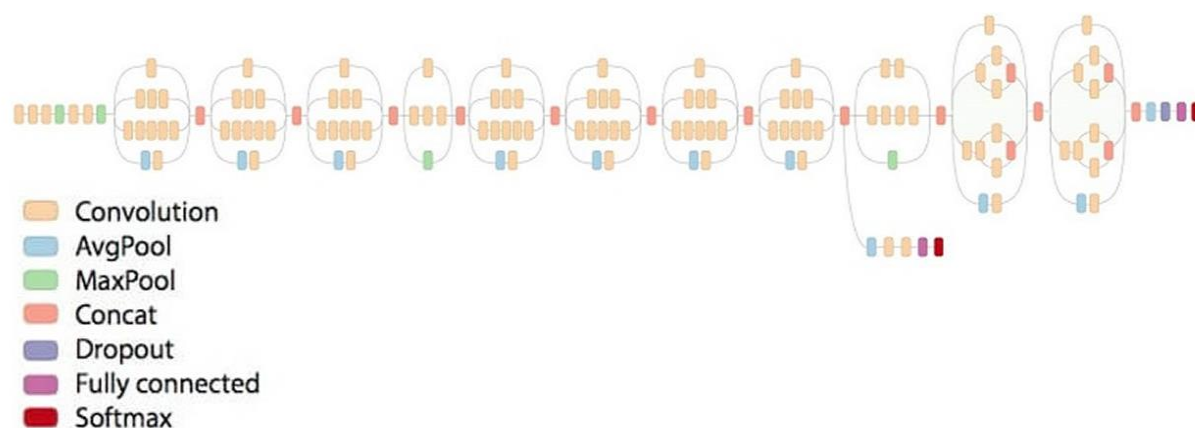 Convolution
AvgPool
MaxPool
Concat
Dropout
Fully connected
Softmax